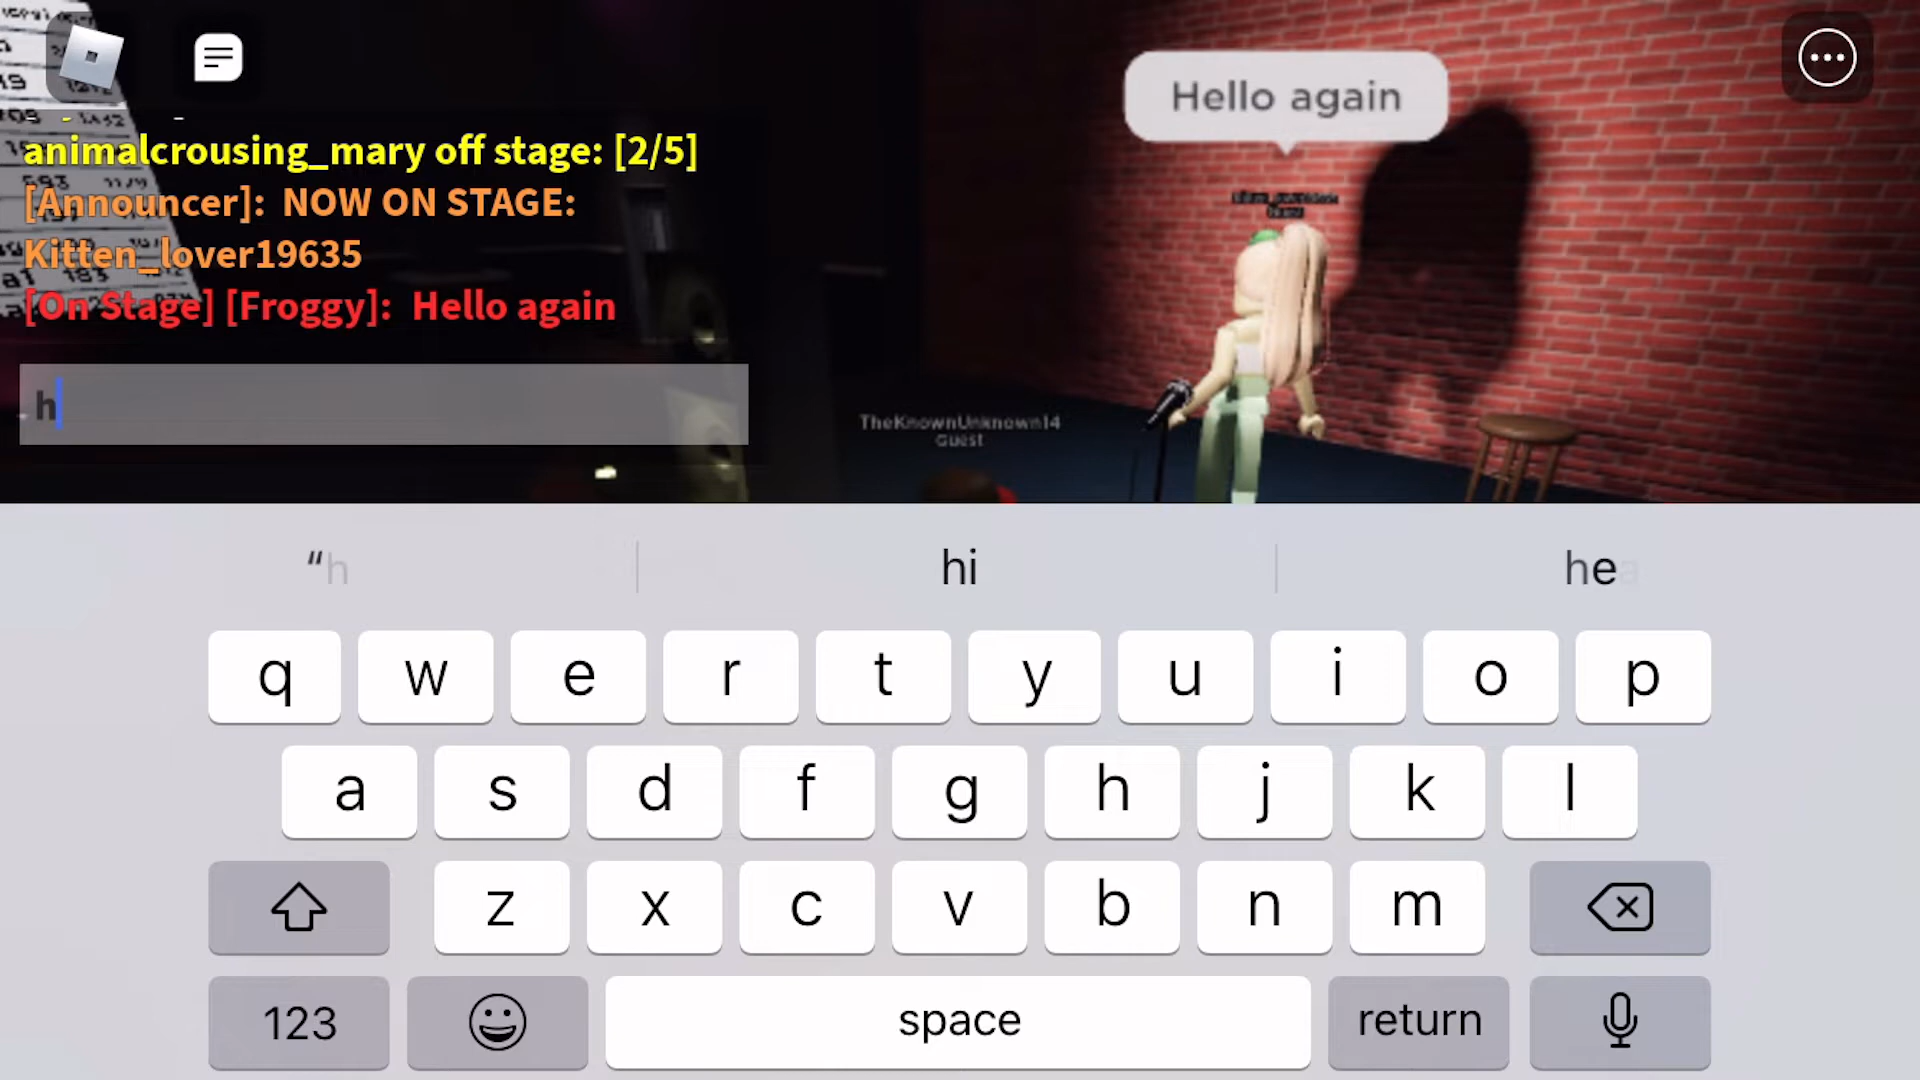 Hello again
animalcrousing_mary off stage: [2/5]
[Announcer]: NOW ON STAGE:
Kitten_lover19635
[On Stage] [Froggy]: Hello again
h
TheKnownUnknown14
Guest
“h
hi
he
q w e r t y u i o p
a s d f g h j k l
z x c v b n m
123
space
return